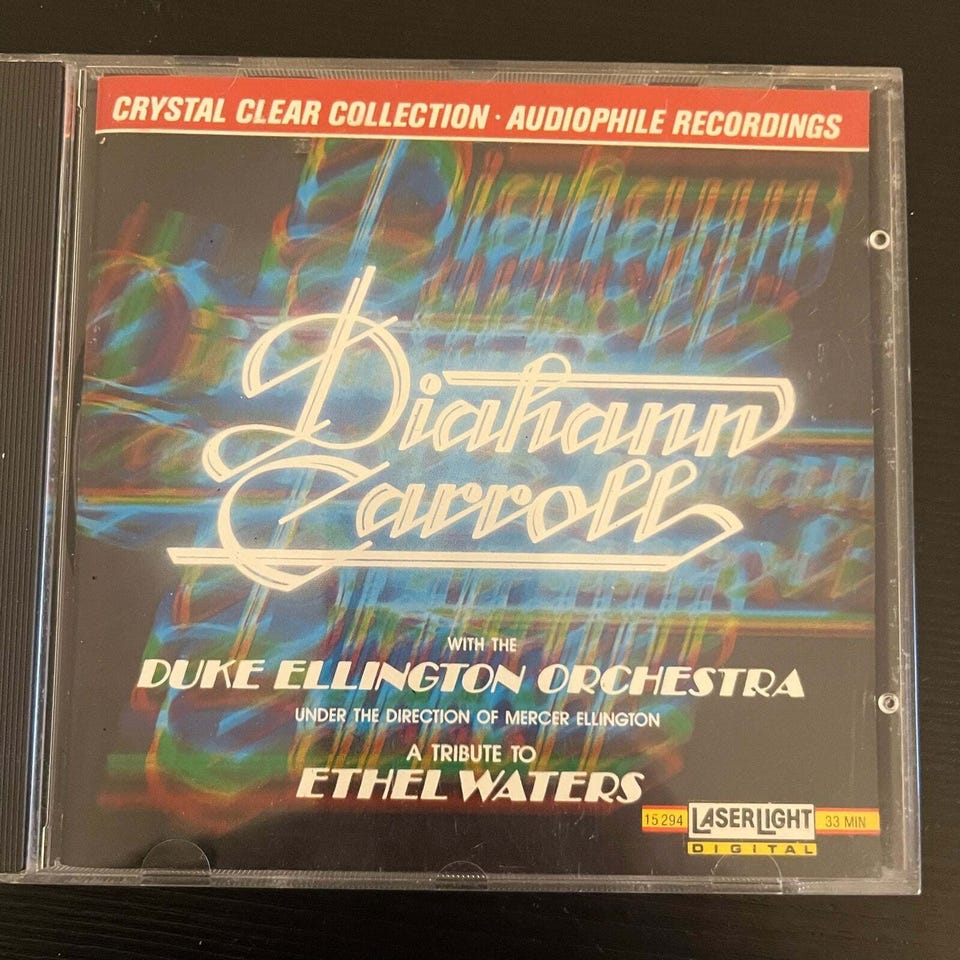 CRYSTAL CLEAR COLLECTION · AUDIOPHILE RECORDINGS
Diahann
Diahann
Carroll
WITH THE
DUKE ELLINGTON ORCHESTRA
UNDER THE DIRECTION OF MERCER ELLINGTON
A TRIBUTE TO
ETHEL WATERS
15 294 LASERLIGHT 33 MIN
DIGITAL